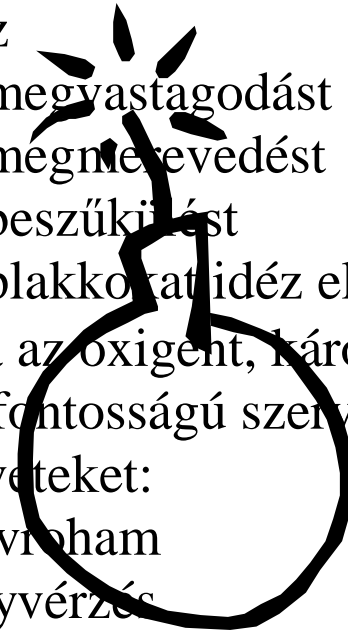 z
megvastagodást
megmerevedést
beszűkülést
plakkokat idéz el
a az oxigént, káro
fontosságú szerv
veteket:
vroham
yvérzés